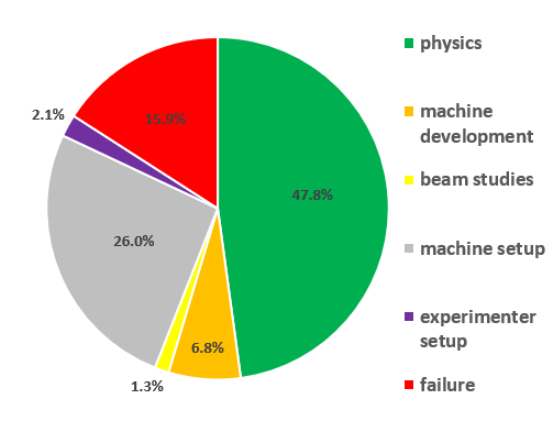 physics
machine
development
beam studies
machine setup
experimenter
setup
failure
47.8%
6.8%
1.3%
26.0%
2.1%
15.9%